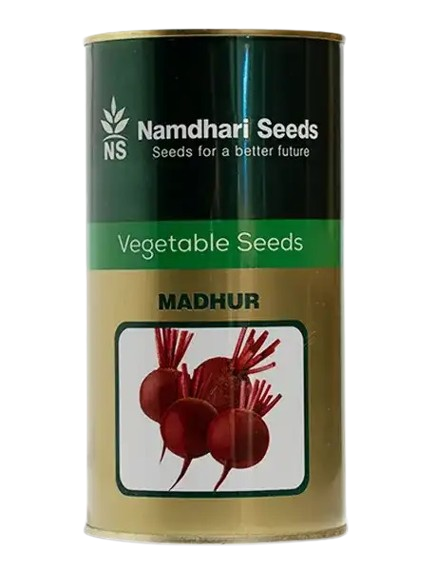 NS
Namdhari Seeds
Seeds for a better future
Vegetable Seeds
MADHUR